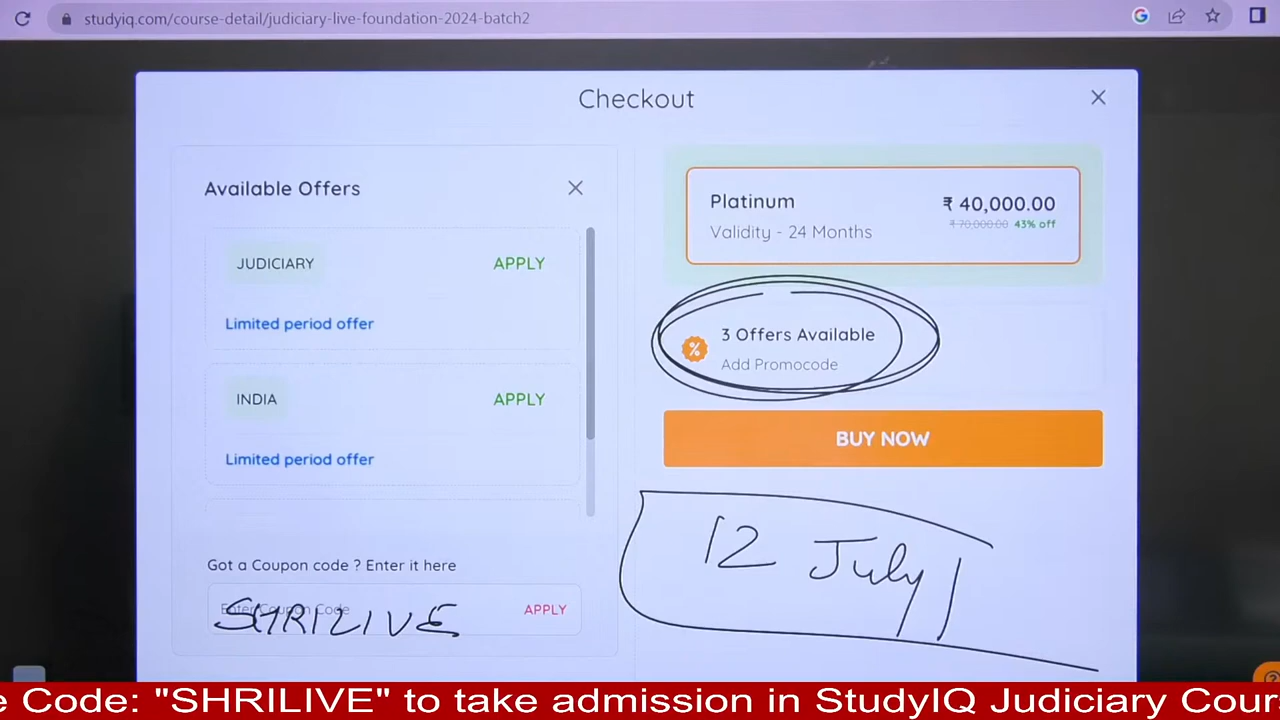 studyiq.com/course-detail/judiciary-live-foundation-2024-batch2
Checkout
Available Offers
JUDICIARY APPLY
Limited period offer
INDIA APPLY
Limited period offer
Got a Coupon code ? Enter it here
Enter Coupon Code APPLY
SHRILIVE
Platinum ₹ 40,000.00
Validity - 24 Months ₹ 70,000.00 43% off
3 Offers Available
Add Promocode
BUY NOW
12 July
e Code: "SHRILIVE" to take admission in StudyIQ Judiciary Cour